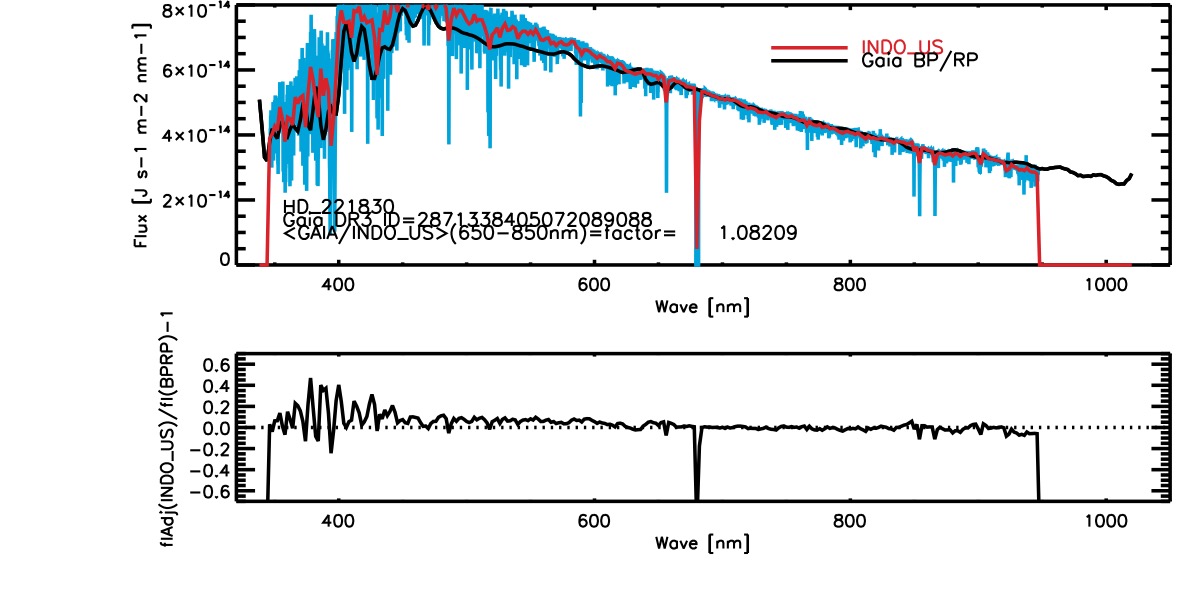 8×10−14
6×10−14
4×10−14
2×10−14
0
Flux [J s−1 m−2 nm−1]
INDO_US
Gaia BP/RP
HD_221830
Gaia DR3 ID=2871338405072089088
<GAIA/INDO_US>(650−850nm)=factor= 1.08209
400 600 800 1000
Wave [nm]
flAdj(INDO_US)/fl(BPRP)−1
0.6
0.4
0.2
0.0
−0.2
−0.4
−0.6
400 600 800 1000
Wave [nm]